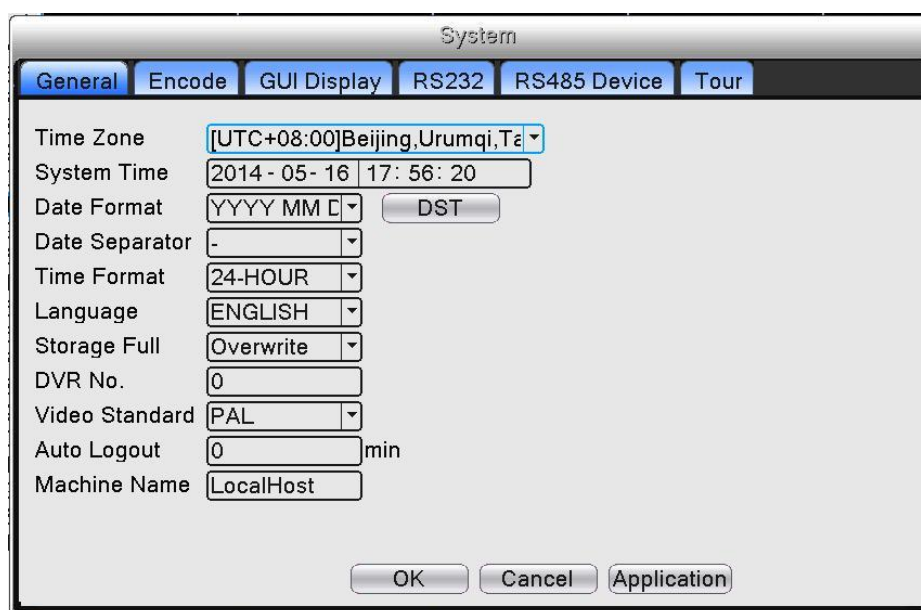 System
General Encode GUI Display RS232 RS485 Device Tour
Time Zone [UTC+08:00]Beijing,Urumqi,Ta
System Time 2014-05-16 17:56:20
Date Format YYYY MM D DST
Date Separator -
Time Format 24-HOUR
Language ENGLISH
Storage Full Overwrite
DVR No. 0
Video Standard PAL
Auto Logout 0 min
Machine Name LocalHost
OK Cancel Application